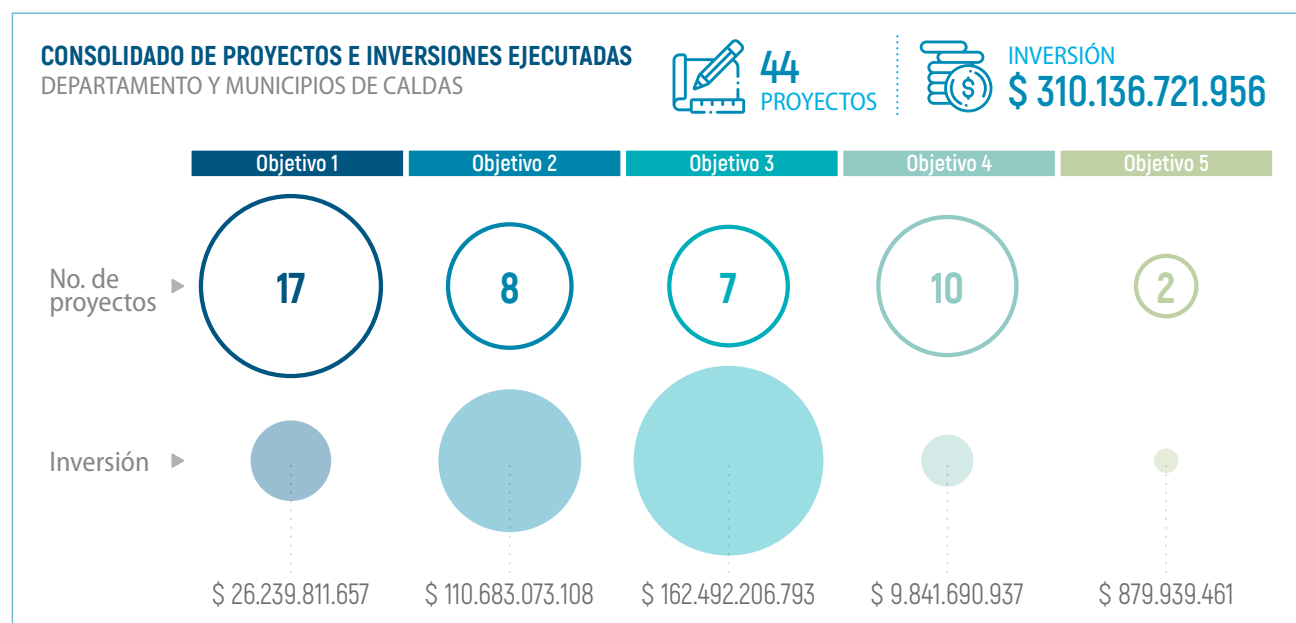 CONSOLIDADO DE PROYECTOS E INVERSIONES EJECUTADAS
DEPARTAMENTO Y MUNICIPIOS DE CALDAS
44
PROYECTOS
INVERSIÓN
$ 310.136.721.956
Objetivo 1
Objetivo 2
Objetivo 3
Objetivo 4
Objetivo 5
No. de
proyectos
17
8
7
10
2
Inversión
$ 26.239.811.657
$ 110.683.073.108
$ 162.492.206.793
$ 9.841.690.937
$ 879.939.461